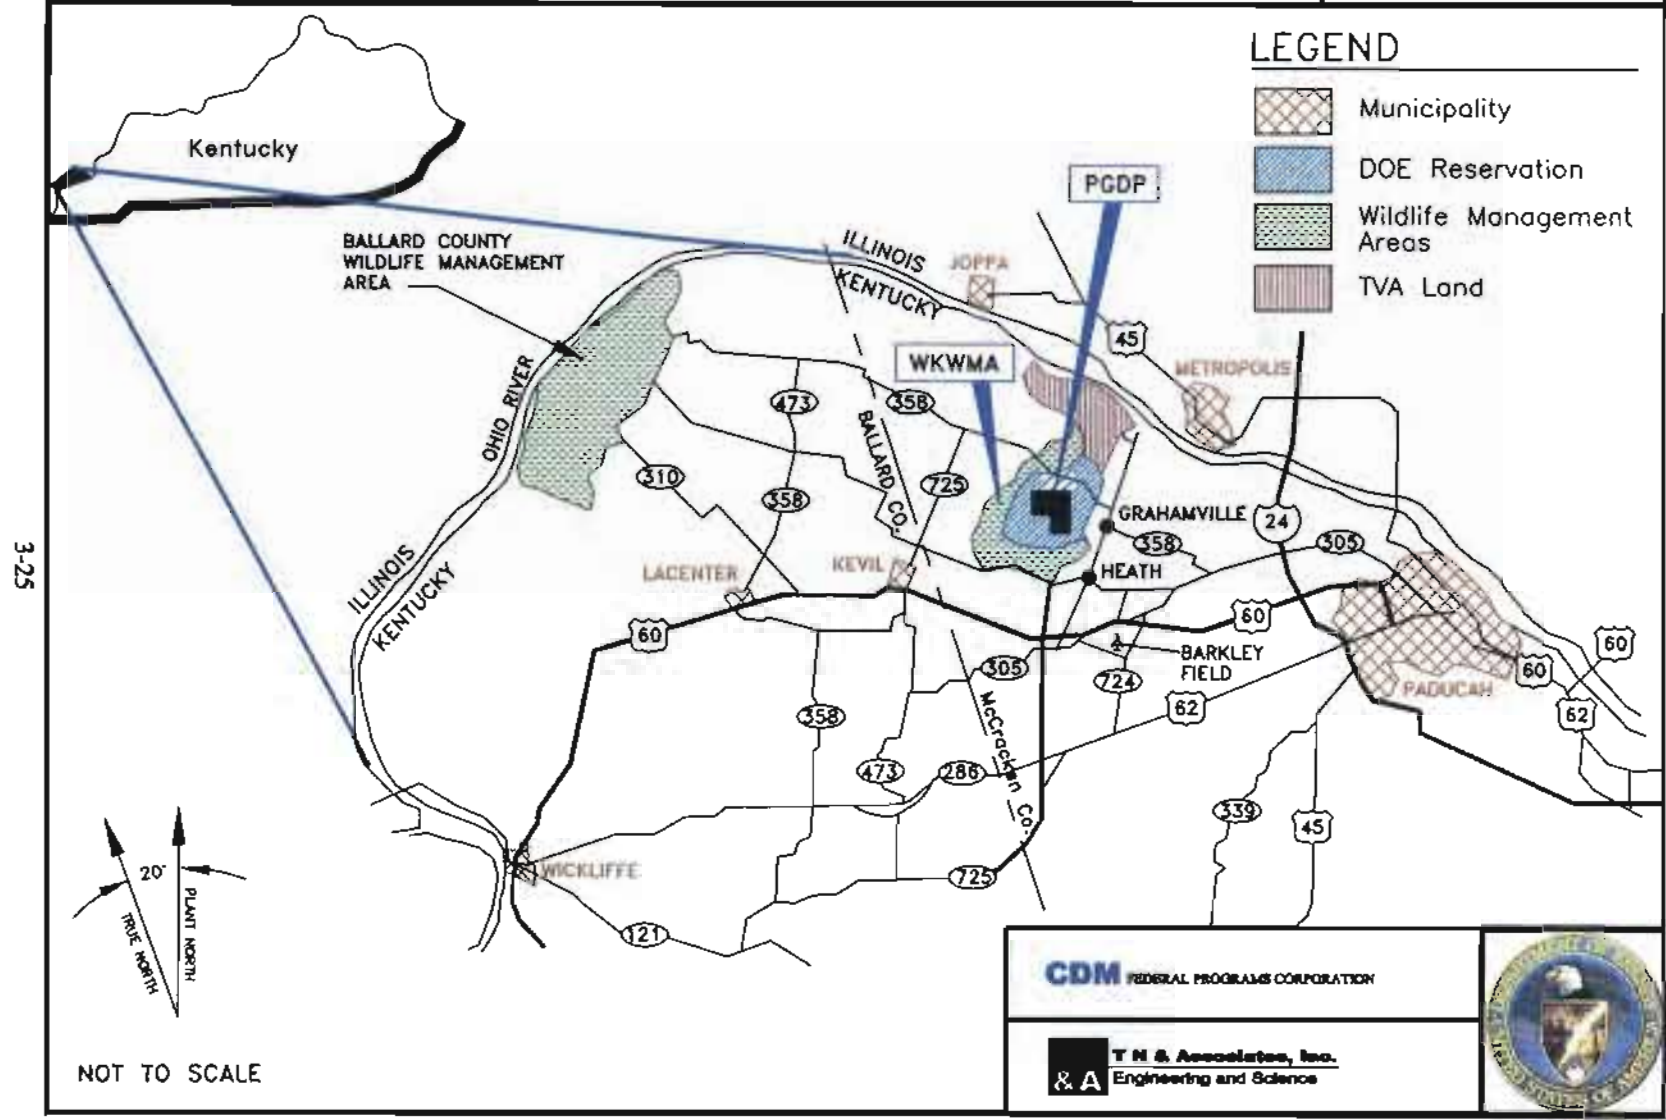 LEGEND
Municipality
DOE Reservation
Wildlife Management
Areas
TVA Land
Kentucky
PGDP
BALLARD COUNTY
WILDLIFE MANAGEMENT
AREA
ILLINOIS
KENTUCKY
JOPPA
45
WKWMA
METROPOLIS
OHIO RIVER
473
358
BALLARD CO.
310
725
358
GRAHAMVILLE
24
358
305
3-25
LACENTER
KEVIL
HEATH
ILLINOIS
KENTUCKY
60
60
BARKLEY
FIELD
305
724
60
60
PADUCAH
62
62
358
McCracken Co.
473
286
339
45
20°
TRUE NORTH
PLANT NORTH
WICKLIFFE
725
121
CDM FEDERAL PROGRAMS CORPORATION
T N & Associates, Inc.
& A Engineering and Science
NOT TO SCALE